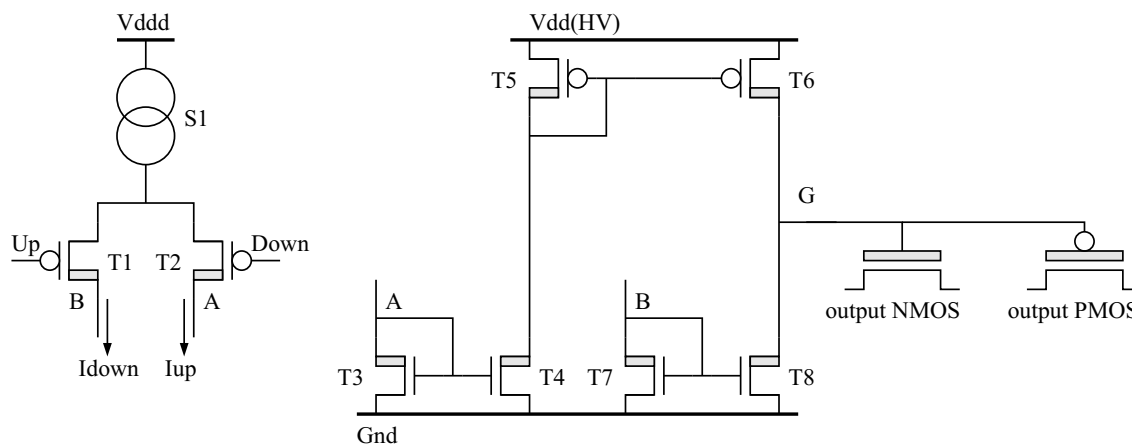 Vddd
S1
Up
T1
T2
Down
B
A
Idown
Iup
Vdd(HV)
T5
T6
G
output NMOS
output PMOS
A
B
T3
T4
T7
T8
Gnd